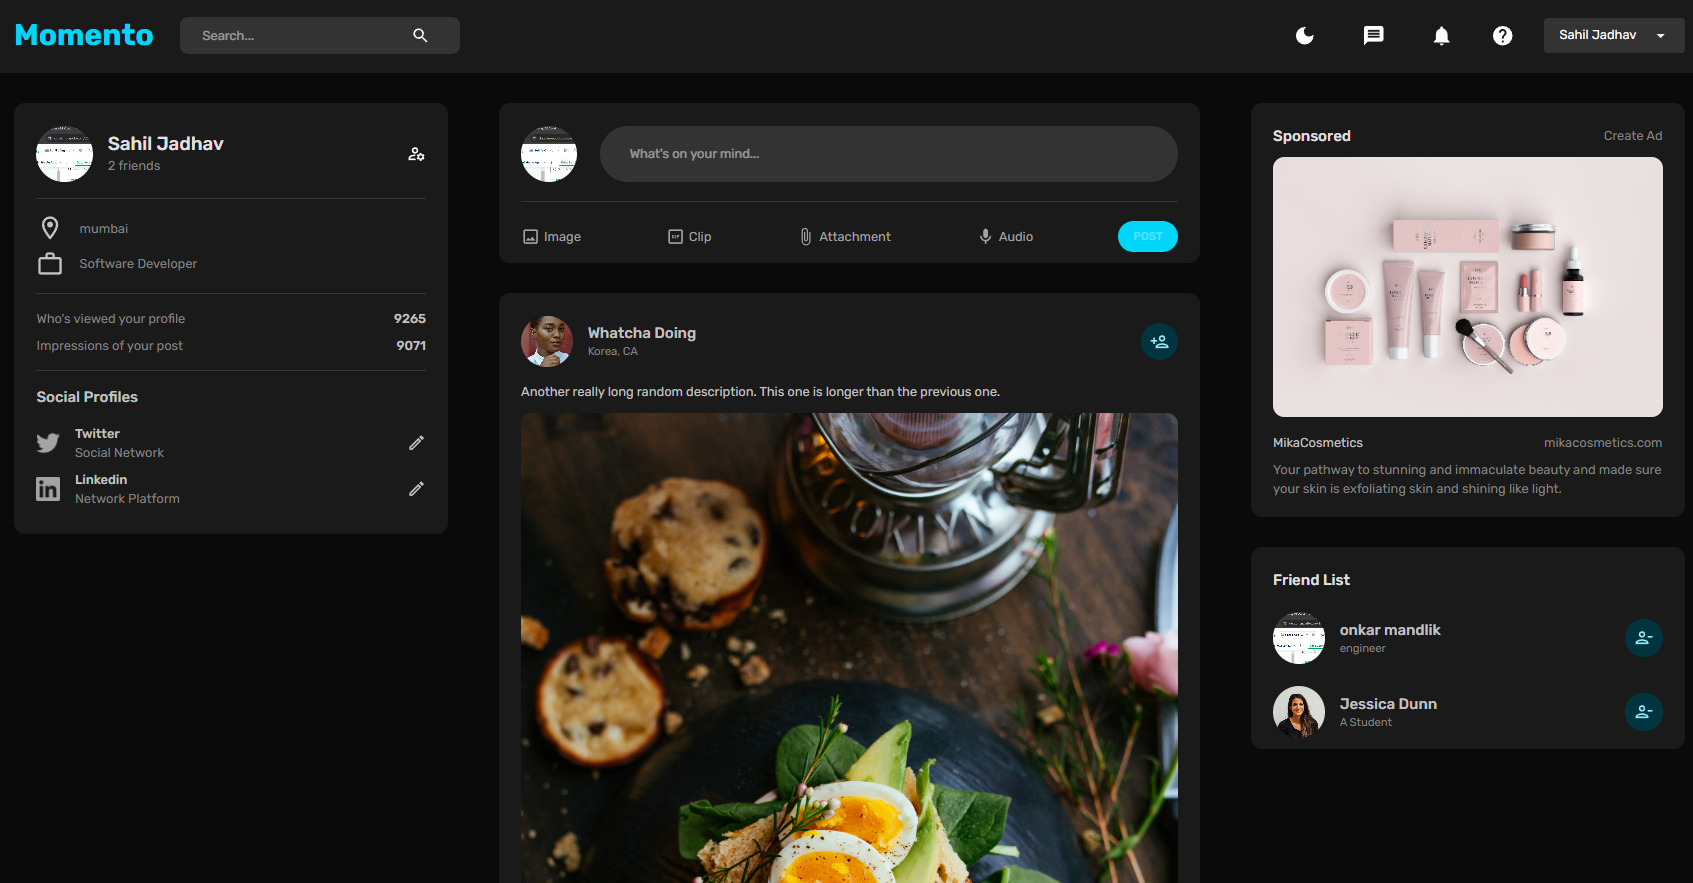 Momento
Search...
Sahil Jadhav
Sahil Jadhav
2 friends
mumbai
Software Developer
Who's viewed your profile 9265
Impressions of your post 9071
Social Profiles
Twitter
Social Network
Linkedin
Network Platform
What's on your mind...
Image
Clip
Attachment
Audio
POST
Whatcha Doing
Korea, CA
Another really long random description. This one is longer than the previous one.
Sponsored
Create Ad
MikaCosmetics
mikacosmetics.com
Your pathway to stunning and immaculate beauty and made sure
your skin is exfoliating skin and shining like light.
Friend List
onkar mandlik
engineer
Jessica Dunn
A Student